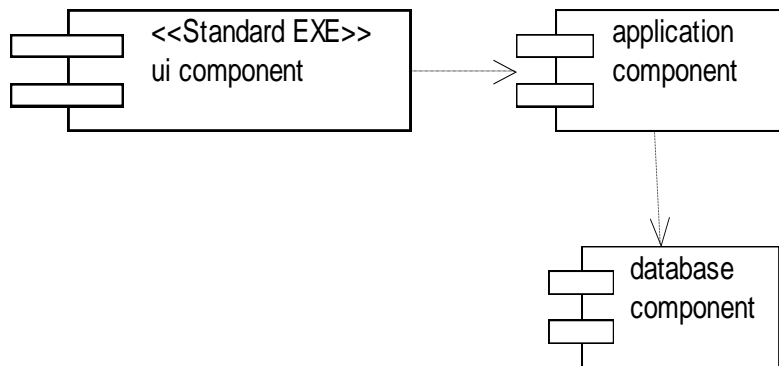 <<Standard EXE>>
ui component
application
component
database
component